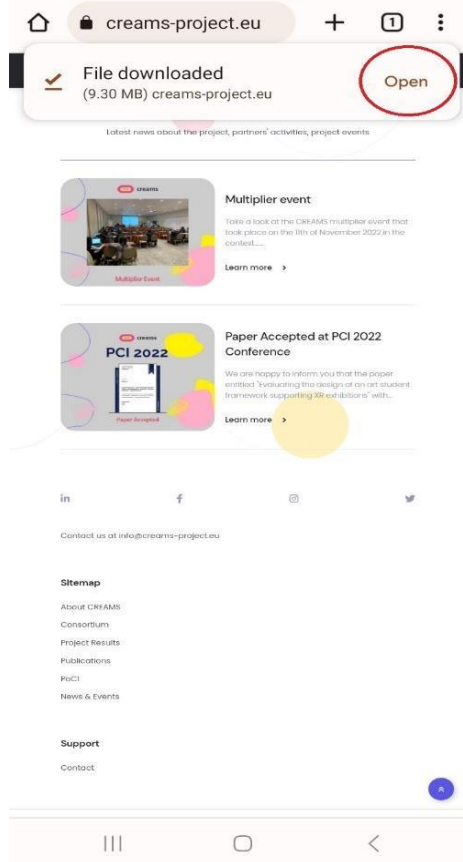 creams-project.eu
1
File downloaded
(9.30 MB) creams-project.eu
Open
Latest news about the project, partners' activities, project events
creams
Multiplier Event
Multiplier event
Take a look at the CREAMS multiplier event that
took place on the 11th of November 2022 in the
context......
Learn more >
creams
PCI 2022
Paper Accepted
Paper Accepted at PCI 2022
Conference
We are happy to inform you that the paper
entitled "Evaluating the design of an art student
framework supporting XR exhibitions" with...
Learn more >
in
f
Contact us at info@creams-project.eu
Sitemap
About CREAMS
Consortium
Project Results
Publications
PoCI
News & Events
Support
Contact